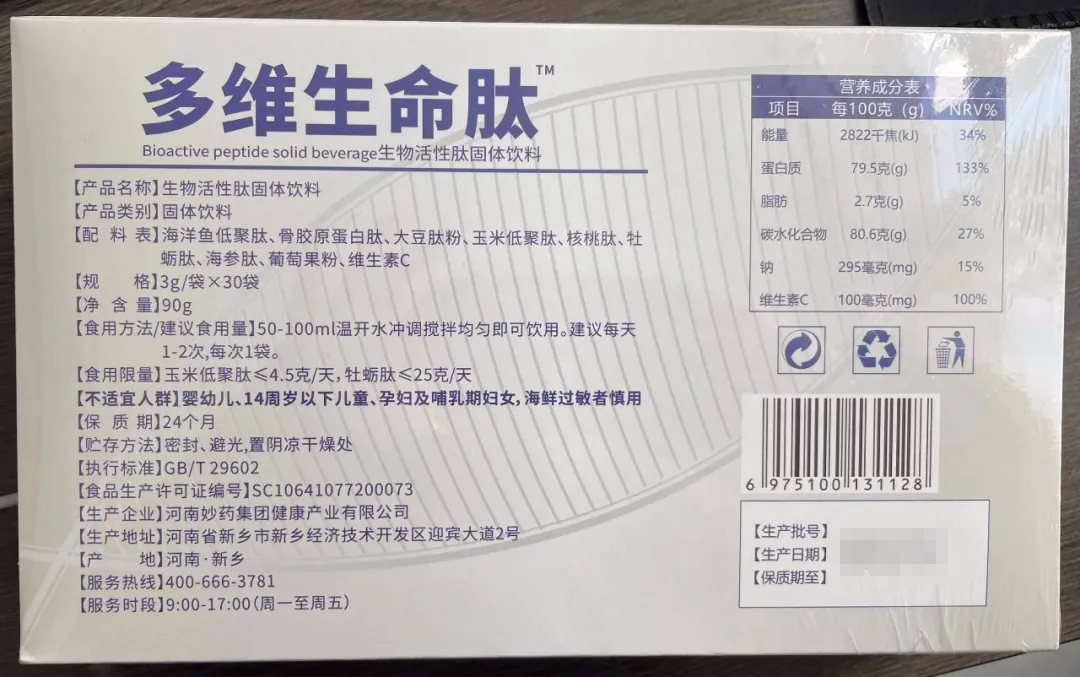 多维生命肽™
Bioactive peptide solid beverage生物活性肽固体饮料
【产品名称】生物活性肽固体饮料
【产品类别】固体饮料
【配 料 表】海洋鱼低聚肽、骨胶原蛋白肽、大豆肽粉、玉米低聚肽、核桃肽、牡
蛎肽、海参肽、葡萄果粉、维生素C
【规 格】3g/袋×30袋
【净 含 量】90g
【食用方法/建议食用量】50-100ml温开水冲调搅拌均匀即可饮用。建议每天
1-2次,每次1袋。
【食用限量】玉米低聚肽≤4.5克/天,牡蛎肽≤25克/天
【不适宜人群】婴幼儿、14周岁以下儿童、孕妇及哺乳期妇女,海鲜过敏者慎用
【保 质 期】24个月
【贮存方法】密封、避光,置阴凉干燥处
【执行标准】GB/T 29602
【食品生产许可证编号】SC10641077200073
【生产企业】河南妙药集团健康产业有限公司
【生产地址】河南省新乡市新乡经济技术开发区迎宾大道2号
【产 地】河南·新乡
【服务热线】400-666-3781
【服务时段】9:00-17:00（周一至周五）
营养成分表
项目 每100克（g) NRV%
能量 2822千焦(kJ) 34%
蛋白质 79.5克(g) 133%
脂肪 2.7克(g) 5%
碳水化合物 80.6克(g) 27%
钠 295毫克(mg) 15%
维生素C 100毫克(mg) 100%
6 975100 131128
【生产批号】
【生产日期】
【保质期至】